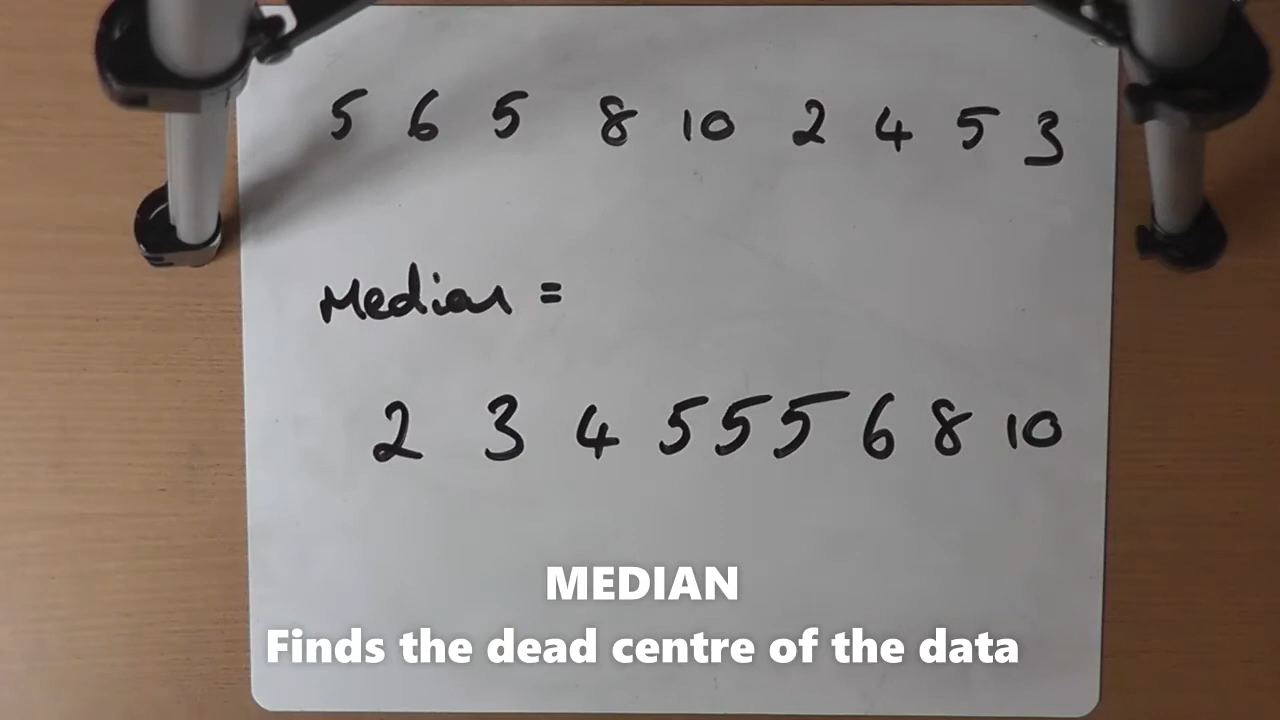 5 6 5 8 10 2 4 5 3
Median =
2 3 4 5 5 5 6 8 10
MEDIAN
Finds the dead centre of the data